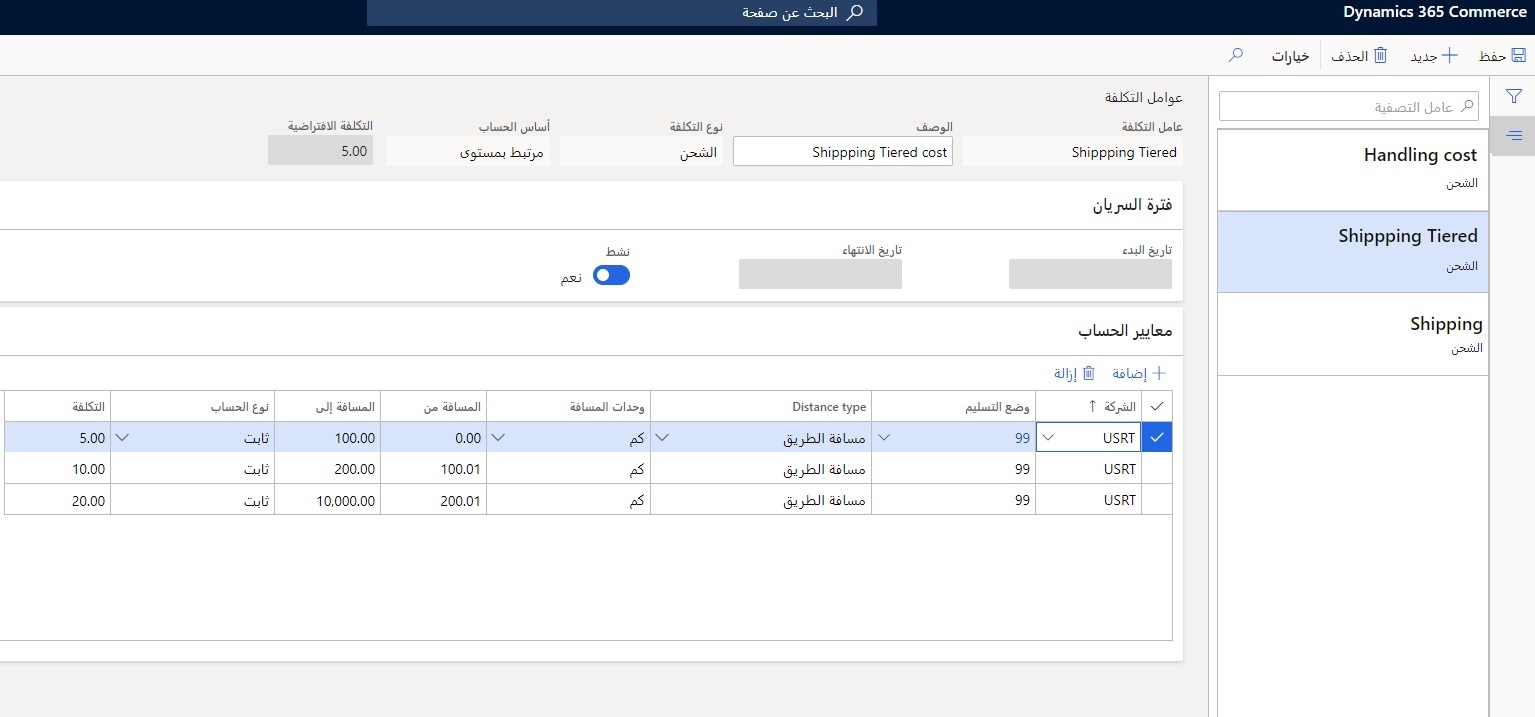 Dynamics 365 Commerce
البحث عن صفحة
حفظ
جديد
الحذف
خيارات
عامل التصفية
Handling cost
الشحن
Shippping Tiered
الشحن
Shipping
الشحن
عوامل التكلفة
عامل التكلفة الوصف نوع التكلفة أساس الحساب التكلفة الافتراضية
Shippping Tiered Shippping Tiered cost الشحن مرتبط بمستوى 5.00
فترة السريان
تاريخ البدء تاريخ الانتهاء نشط
نعم
معايير الحساب
إضافة إزالة
الشركة وضع التسليم Distance type وحدات المسافة المسافة من المسافة إلى نوع الحساب التكلفة
USRT 99 مسافة الطريق كم 0.00 100.00 ثابت 5.00
USRT 99 مسافة الطريق كم 100.01 200.00 ثابت 10.00
USRT 99 مسافة الطريق كم 200.01 10,000.00 ثابت 20.00